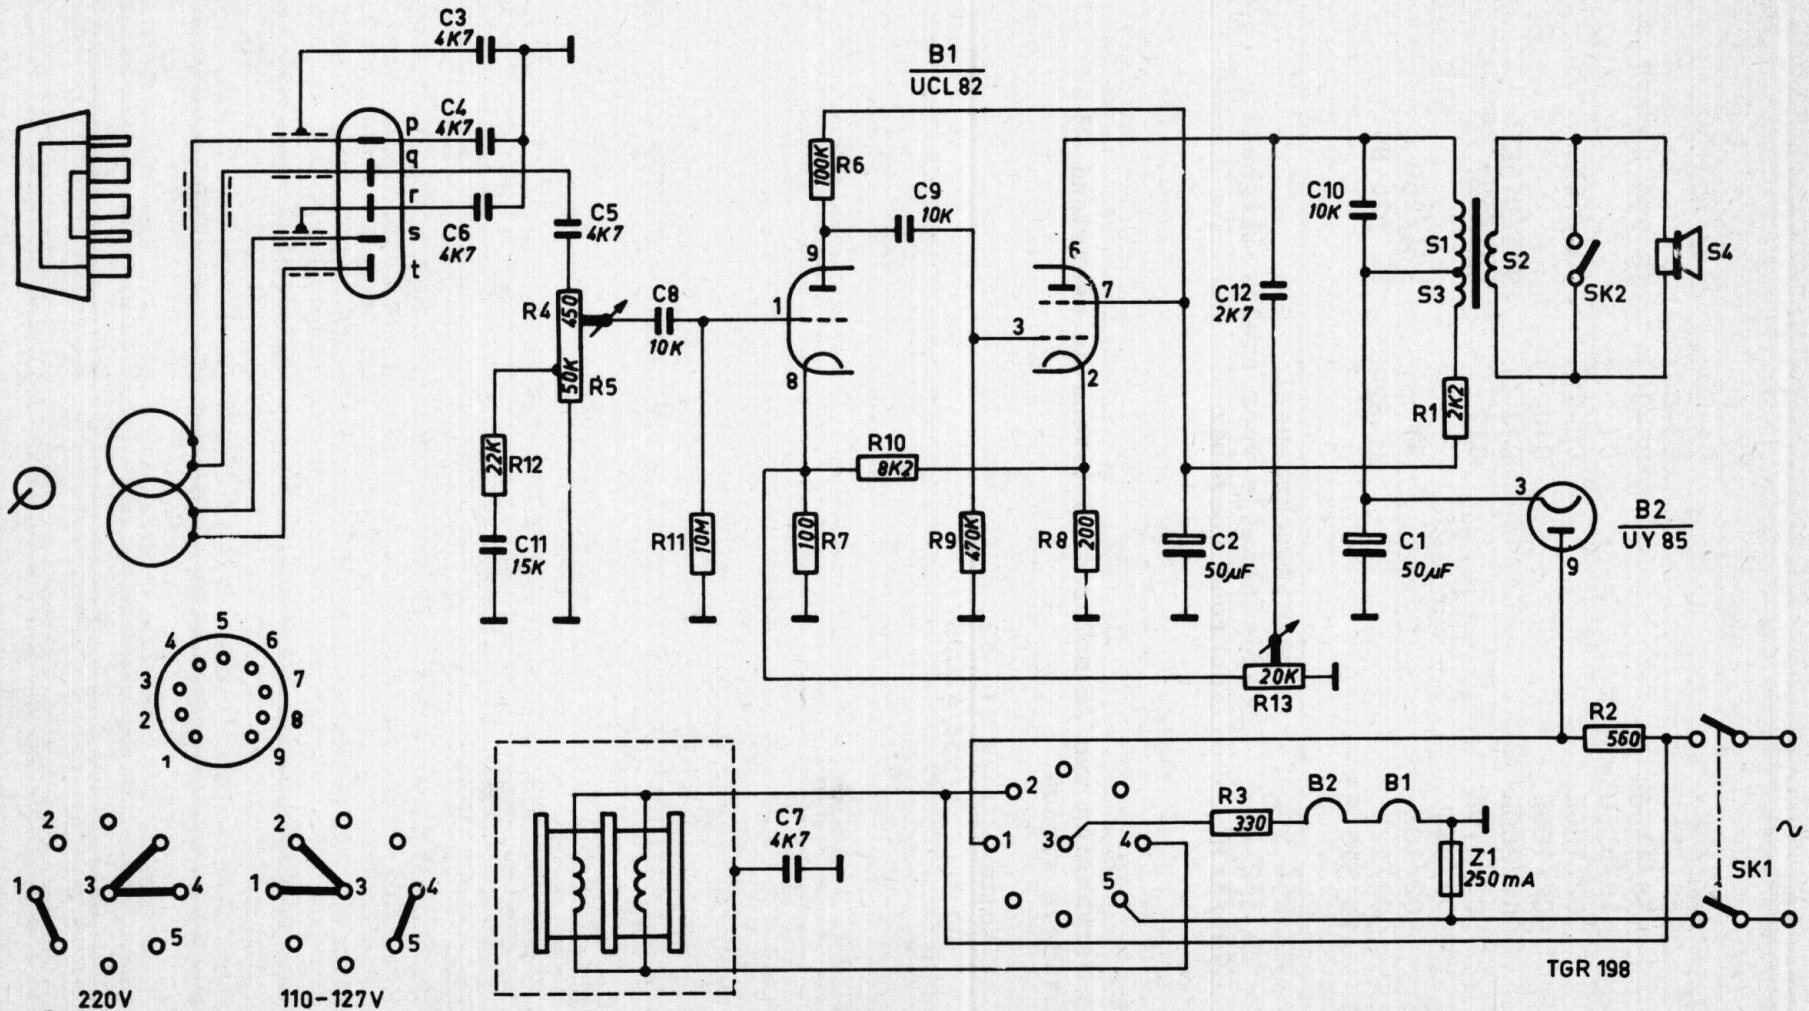 C3
4K7
C4
4K7
p
q
r
s
t
C6
4K7
C5
4K7
R4
450
50K
R5
C8
10K
R12
22K
C11
15K
R11
10M
B1
UCL82
R6
100K
C9
10K
9
1
8
R10
8K2
R7
100
R9
470K
R8
200
6
7
3
2
C2
50µF
C12
2K7
C10
10K
S1
S3
S2
SK2
S4
R1
2K2
C1
50µF
3
9
B2
UY85
20K
R13
R2
560
5
4
6
3
7
2
8
1
9
2
1
3
4
5
220V
2
1
3
4
5
110-127V
C7
4K7
2
1
3
4
5
R3
330
B2
B1
Z1
250mA
SK1
~
TGR 198